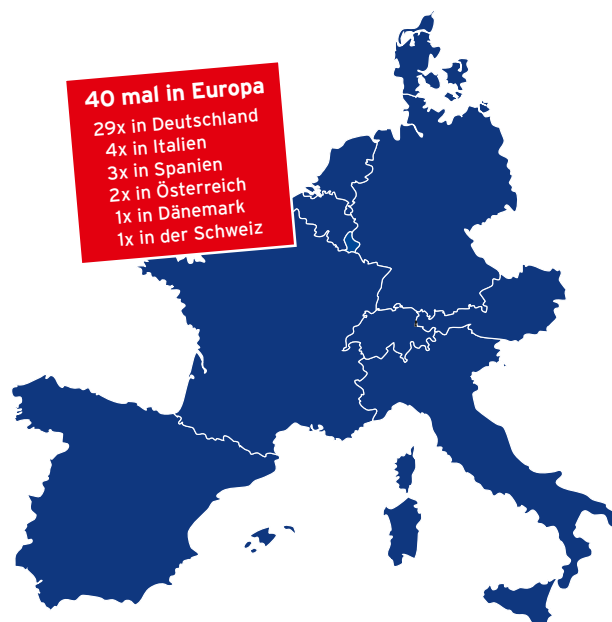 40 mal in Europa
29x in Deutschland
4x in Italien
3x in Spanien
2x in Österreich
1x in Dänemark
1x in der Schweiz